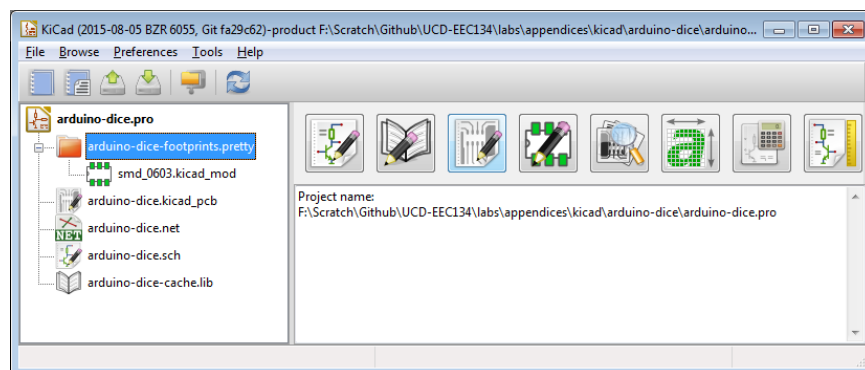 KiCad (2015-08-05 BZR 6055, Git fa29c62)-product F:\Scratch\Github\UCD-EEC134\labs\appendices\kicad\arduino-dice\arduino...
File Browse Preferences Tools Help
arduino-dice.pro
arduino-dice-footprints.pretty
smd_0603.kicad_mod
arduino-dice.kicad_pcb
NET
arduino-dice.net
arduino-dice.sch
arduino-dice-cache.lib
a
Project name:
F:\Scratch\Github\UCD-EEC134\labs\appendices\kicad\arduino-dice\arduino-dice.pro